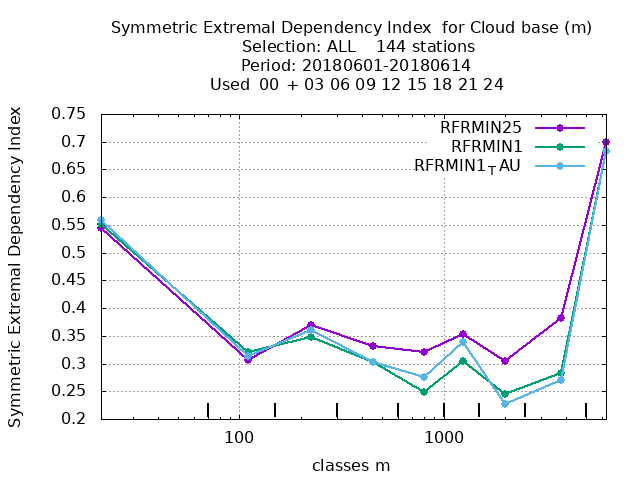 Symmetric Extremal Dependency Index  for Cloud base (m)
Selection: ALL    144 stations
Period: 20180601-20180614
Used  00 + 03 06 09 12 15 18 21 24
Symmetric Extremal Dependency Index
0.75
0.7
0.65
0.6
0.55
0.5
0.45
0.4
0.35
0.3
0.25
0.2
RFRMIN25
RFRMIN1
RFRMIN1TAU
100
1000
classes m